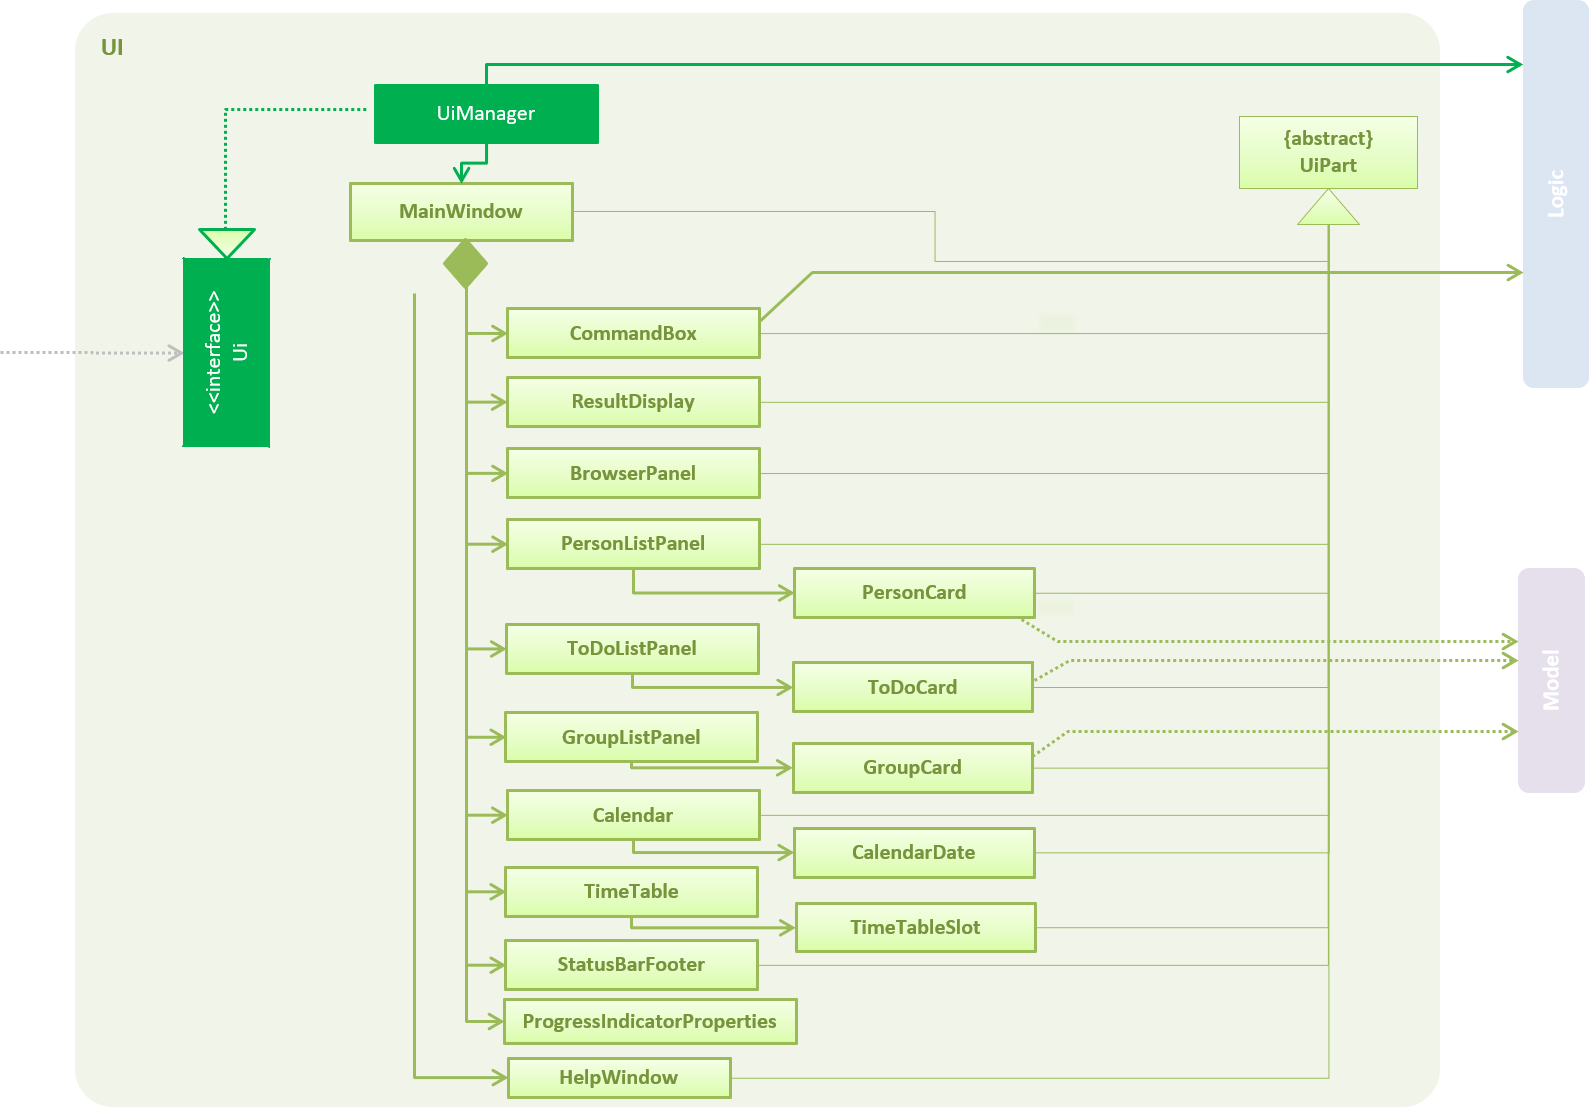 UI
UiManager
{abstract}
UiPart
MainWindow
Logic
<<interface>>
Ui
CommandBox
ResultDisplay
BrowserPanel
PersonListPanel
PersonCard
ToDoListPanel
Model
ToDoCard
GroupListPanel
GroupCard
Calendar
CalendarDate
TimeTable
TimeTableSlot
StatusBarFooter
ProgressIndicatorProperties
HelpWindow